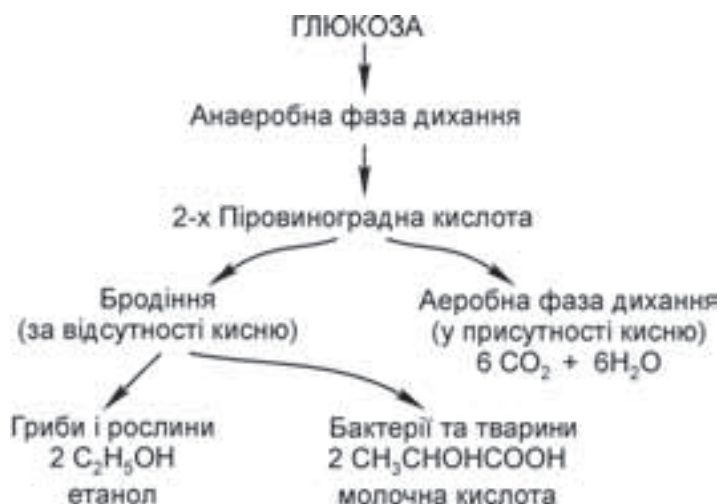 ГЛЮКОЗА
Анаеробна фаза дихання
2-х Піровиноградна кислота
Бродіння
(за відсутності кисню)
Аеробна фаза дихання
(у присутності кисню)
6 CO₂ + 6H₂O
Гриби і рослини
2 C₂H₅OH
етанол
Бактерії та тварини
2 CH₃CHOHCOOH
молочна кислота